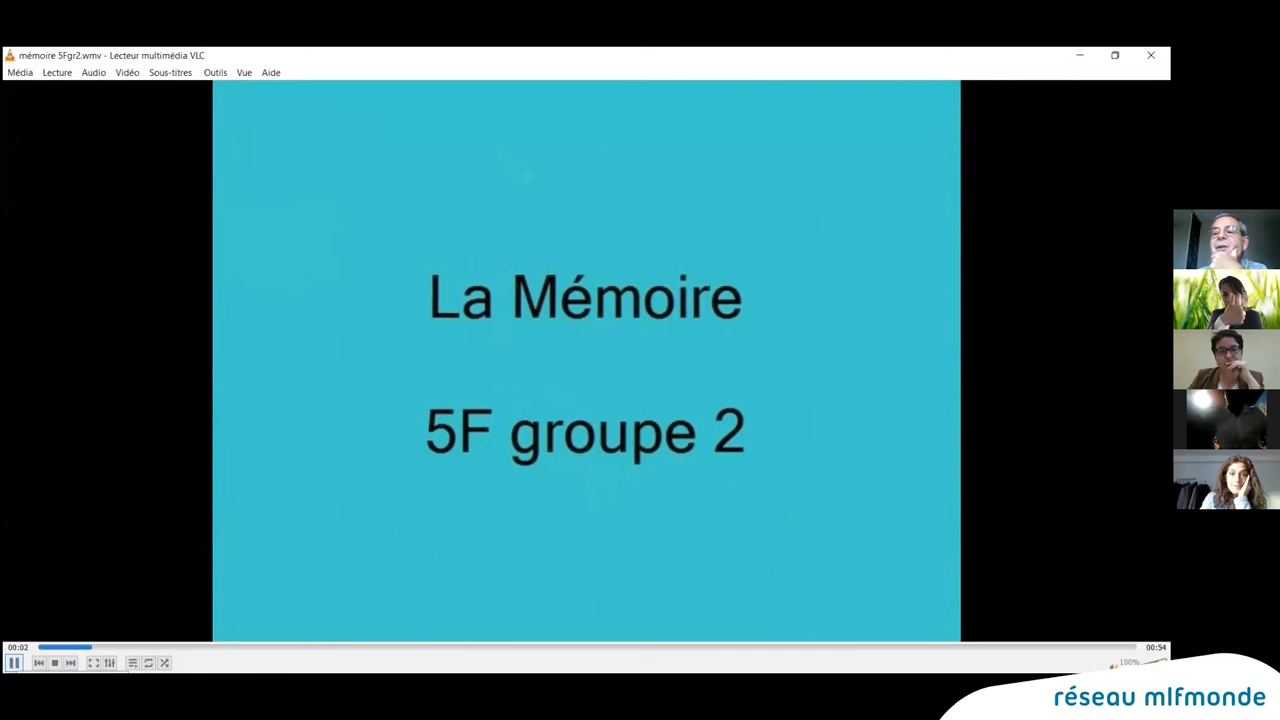 mémoire 5Fgr2.wmv - Lecteur multimédia VLC
Média Lecture Audio Vidéo Sous-titres Outils Vue Aide
La Mémoire
5F groupe 2
00:02
00:54
100%
réseau mlfmonde